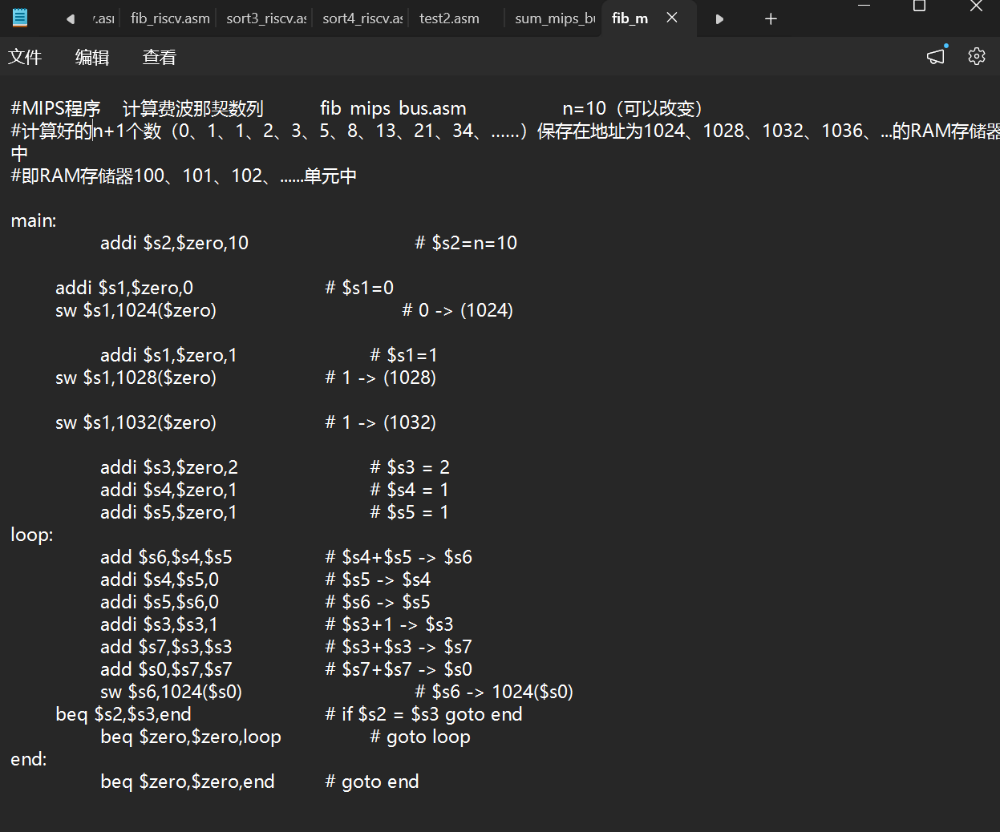 .asm fib_riscv.asm sort3_riscv.as sort4_riscv.as test2.asm sum_mips_bu fib_m
文件 编辑 查看
#MIPS程序 计算费波那契数列 fib_mips_bus.asm n=10（可以改变）
#计算好的n+1个数（0、1、1、2、3、5、8、13、21、34、......）保存在地址为1024、1028、1032、1036、...的RAM存储器
中
#即RAM存储器100、101、102、......单元中
main:
addi $s2,$zero,10 # $s2=n=10
addi $s1,$zero,0 # $s1=0
sw $s1,1024($zero) # 0 -> (1024)
addi $s1,$zero,1 # $s1=1
sw $s1,1028($zero) # 1 -> (1028)
sw $s1,1032($zero) # 1 -> (1032)
addi $s3,$zero,2 # $s3 = 2
addi $s4,$zero,1 # $s4 = 1
addi $s5,$zero,1 # $s5 = 1
loop:
add $s6,$s4,$s5 # $s4+$s5 -> $s6
addi $s4,$s5,0 # $s5 -> $s4
addi $s5,$s6,0 # $s6 -> $s5
addi $s3,$s3,1 # $s3+1 -> $s3
add $s7,$s3,$s3 # $s3+$s3 -> $s7
add $s0,$s7,$s7 # $s7+$s7 -> $s0
sw $s6,1024($s0) # $s6 -> 1024($s0)
beq $s2,$s3,end # if $s2 = $s3 goto end
beq $zero,$zero,loop # goto loop
end:
beq $zero,$zero,end # goto end